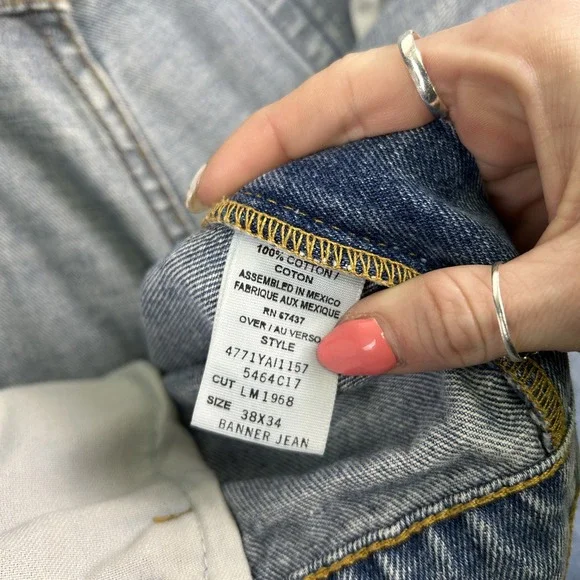 100% COTTON /
COTON
ASSEMBLED IN MEXICO
FABRIQUE AUX MEXIQUE
RN 67437
OVER / AU VERSO
STYLE
4771YAI1157
5464C17
CUT LM1968
SIZE 38X34
BANNER JEAN